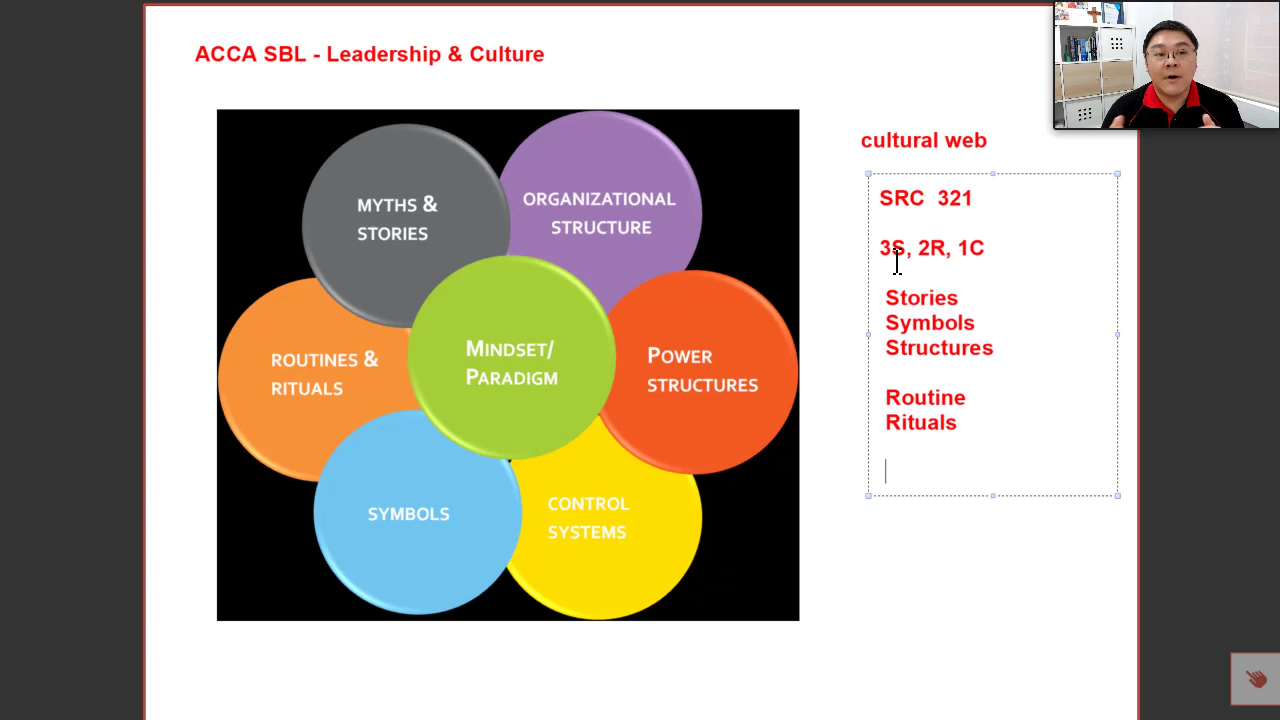 ACCA SBL - Leadership & Culture
MYTHS &
STORIES
ORGANIZATIONAL
STRUCTURE
ROUTINES &
RITUALS
MINDSET/
PARADIGM
POWER
STRUCTURES
SYMBOLS
CONTROL
SYSTEMS
cultural web
SRC 321
3S, 2R, 1C
Stories
Symbols
Structures
Routine
Rituals